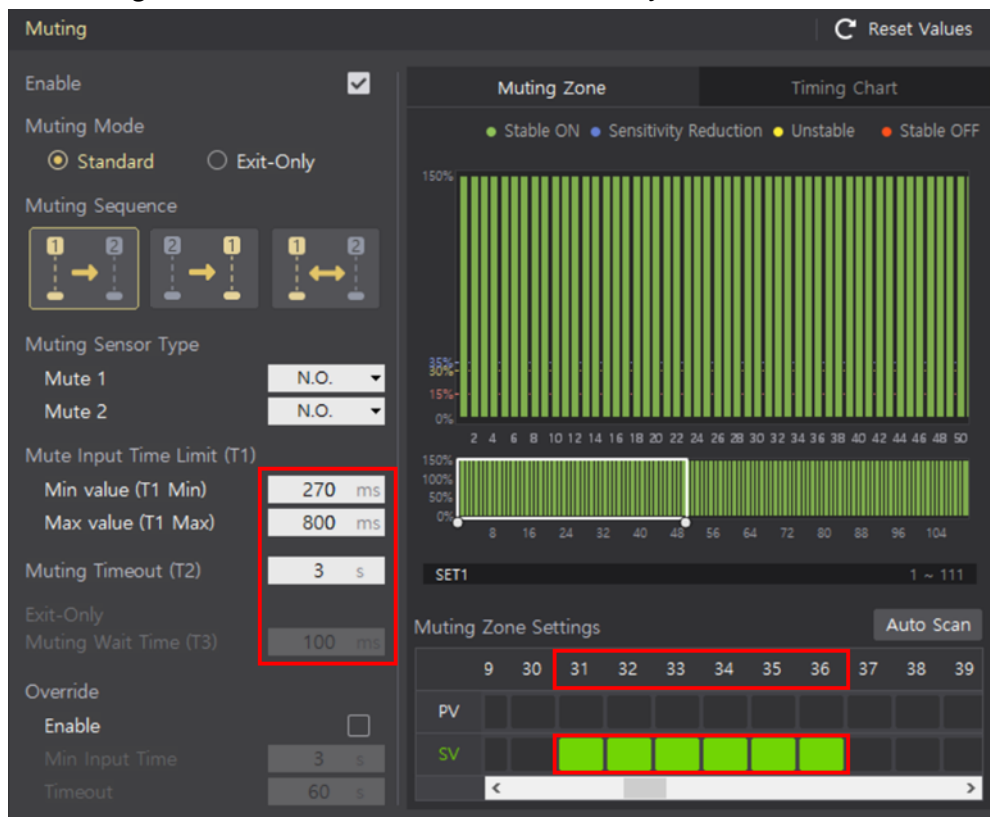 Muting
Reset Values
Enable
Muting Mode
Standard Exit-Only
Muting Sequence
1 2 2 1 1 2
Muting Sensor Type
Mute 1 N.O.
Mute 2 N.O.
Mute Input Time Limit (T1)
Min value (T1 Min) 270 ms
Max value (T1 Max) 800 ms
Muting Timeout (T2) 3 s
Exit-Only
Muting Wait Time (T3) 100 ms
Override
Enable
Min Input Time 3 s
Timeout 60 s
Muting Zone Timing Chart
Stable ON Sensitivity Reduction Unstable Stable OFF
150%
35%
30%
15%
0%
2 4 6 8 10 12 14 16 18 20 22 24 26 28 30 32 34 36 38 40 42 44 46 48 50
150%
100%
50%
0%
8 16 24 32 40 48 56 64 72 80 88 96 104
SET1 1 ~ 111
Muting Zone Settings Auto Scan
9 30 31 32 33 34 35 36 37 38 39
PV
SV